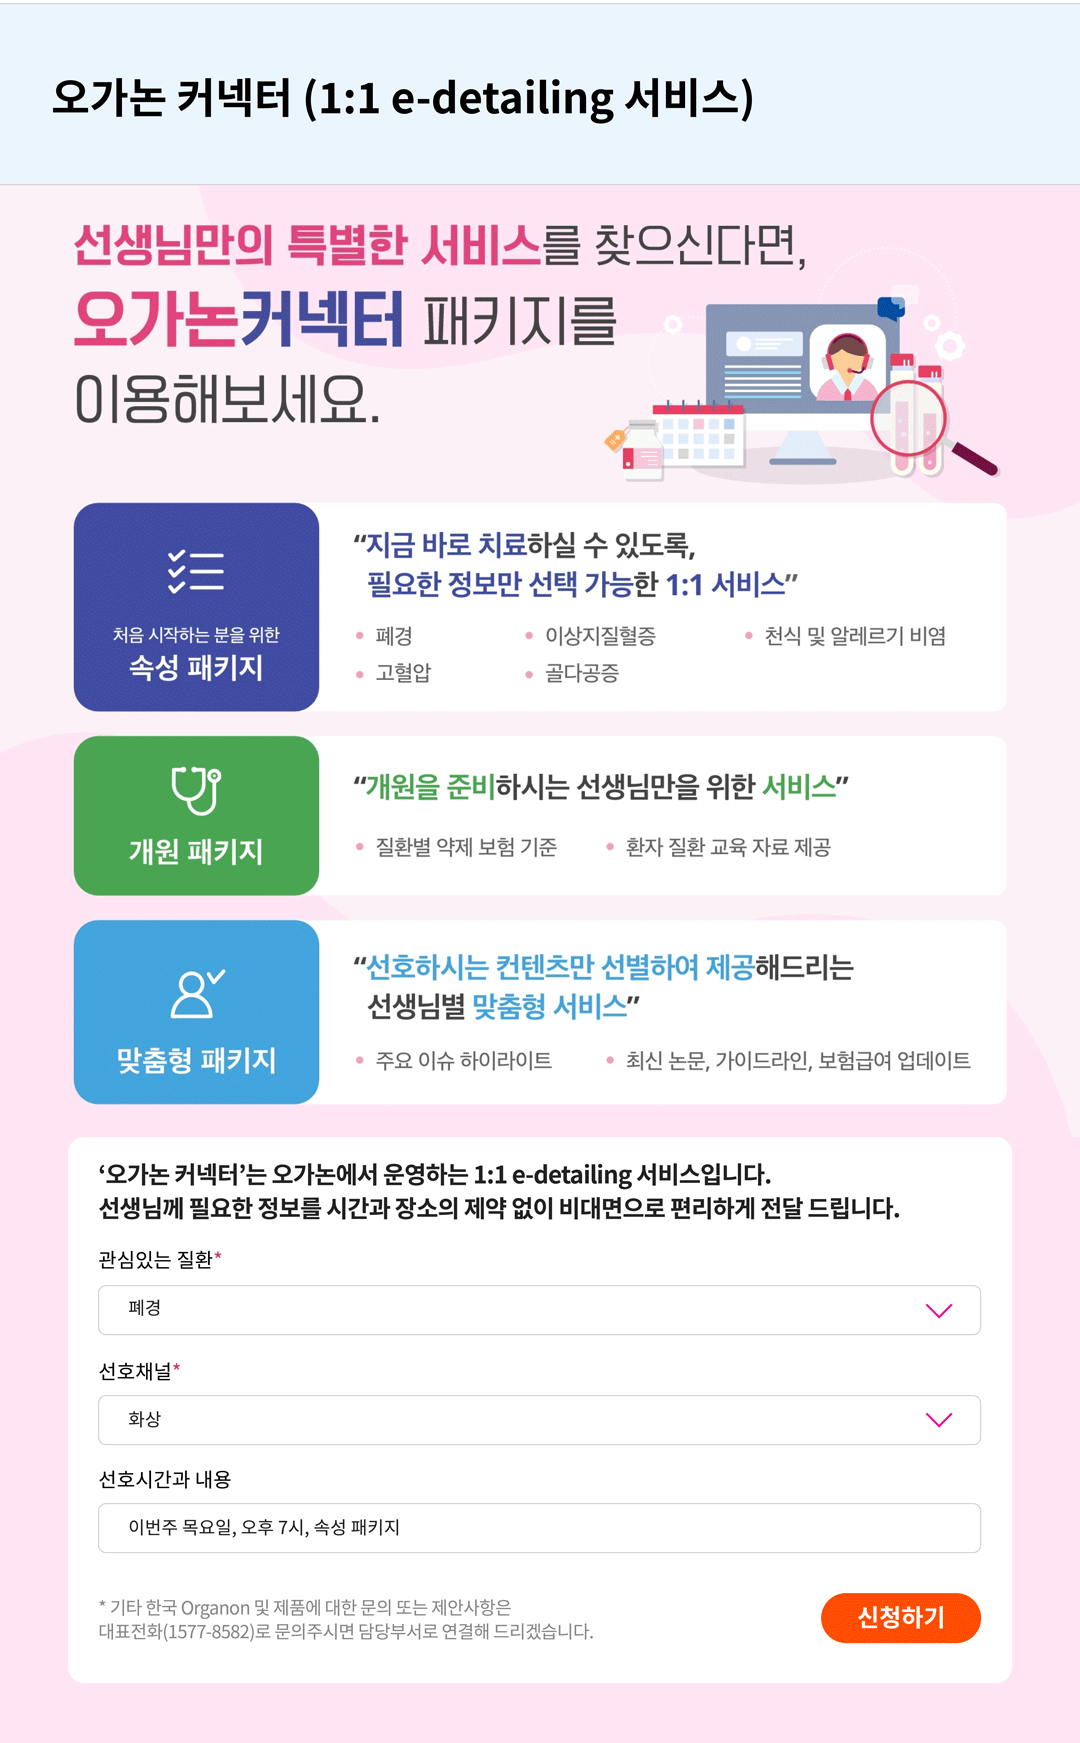 오가논 커넥터 (1:1 e-detailing 서비스)
선생님만의 특별한 서비스를 찾으신다면,
오가논커넥터 패키지를
이용해보세요.
처음 시작하는 분을 위한
속성 패키지
“지금 바로 치료하실 수 있도록,
필요한 정보만 선택 가능한 1:1 서비스”
• 폐경 • 이상지질혈증 • 천식 및 알레르기 비염
• 고혈압 • 골다공증
개원 패키지
“개원을 준비하시는 선생님만을 위한 서비스”
• 질환별 약제 보험 기준 • 환자 질환 교육 자료 제공
맞춤형 패키지
“선호하시는 컨텐츠만 선별하여 제공해드리는
선생님별 맞춤형 서비스”
• 주요 이슈 하이라이트 • 최신 논문, 가이드라인, 보험급여 업데이트
‘오가논 커넥터’는 오가논에서 운영하는 1:1 e-detailing 서비스입니다.
선생님께 필요한 정보를 시간과 장소의 제약 없이 비대면으로 편리하게 전달 드립니다.
관심있는 질환*
폐경
선호채널*
화상
선호시간과 내용
이번주 목요일, 오후 7시, 속성 패키지
* 기타 한국 Organon 및 제품에 대한 문의 또는 제안사항은
대표전화(1577-8582)로 문의주시면 담당부서로 연결해 드리겠습니다.
신청하기